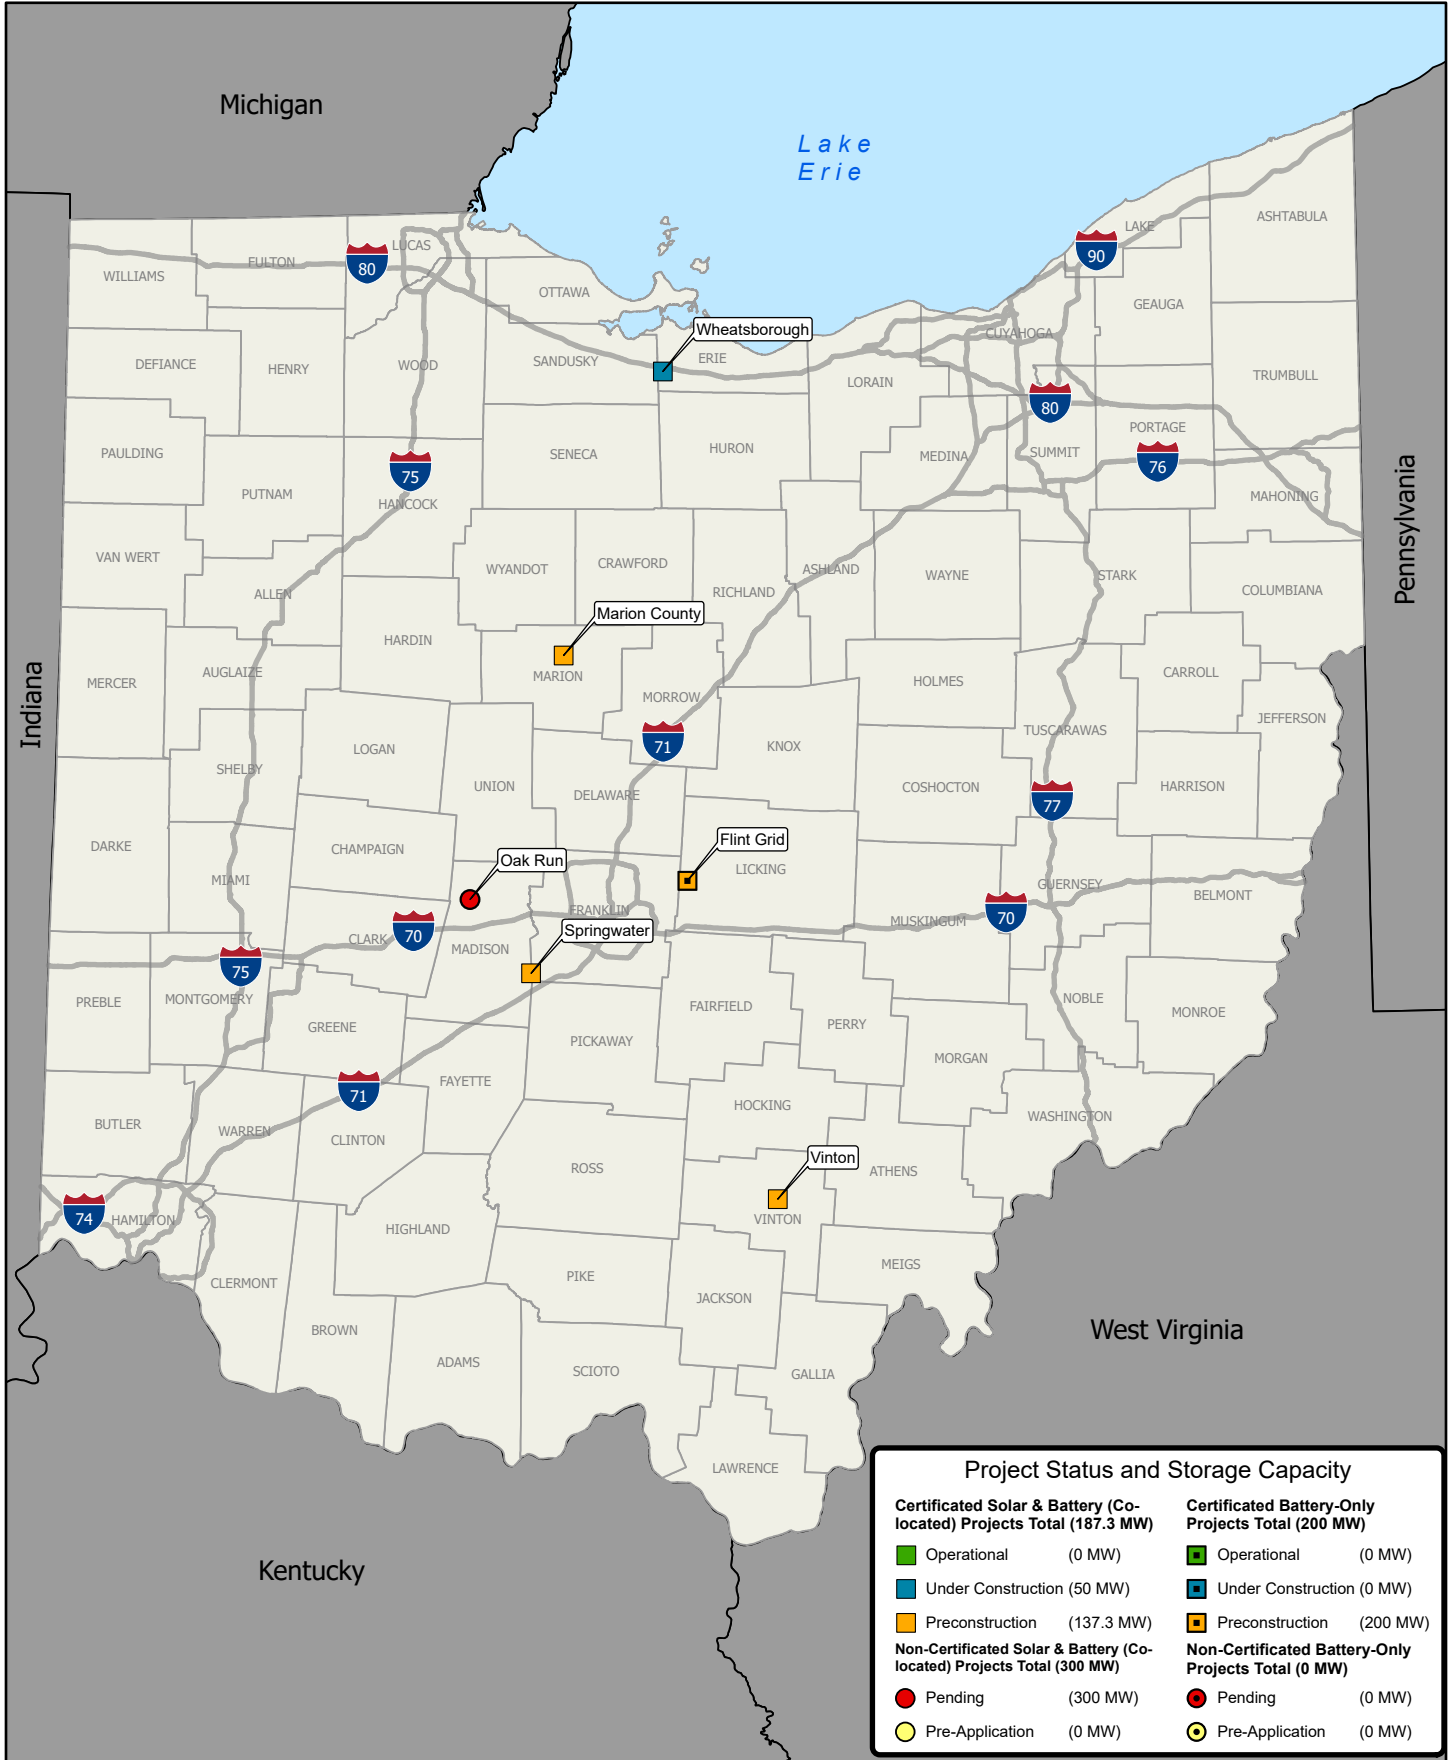 Michigan
Lake
Erie
ASHTABULA
LAKE
90
LUCAS
80
FULTON
WILLIAMS
OTTAWA
GEAUGA
Wheatsborough
CUYAHOGA
ERIE
SANDUSKY
WOOD
DEFIANCE
HENRY
LORAIN
TRUMBULL
80
PORTAGE
PAULDING
HURON
SENECA
MEDINA
SUMMIT
76
75
PUTNAM
HANCOCK
MAHONING
Pennsylvania
VAN WERT
WYANDOT
CRAWFORD
ASHLAND
WAYNE
STARK
COLUMBIANA
ALLEN
RICHLAND
Marion County
HARDIN
MARION
AUGLAIZE
MERCER
HOLMES
CARROLL
MORROW
Indiana
JEFFERSON
TUSCARAWAS
71
LOGAN
KNOX
SHELBY
UNION
DELAWARE
COSHOCTON
77
HARRISON
DARKE
CHAMPAIGN
Flint Grid
Oak Run
LICKING
MIAMI
GUERNSEY
BELMONT
FRANKLIN
70
MUSKINGUM
70
Springwater
CLARK
MADISON
75
PREBLE
MONTGOMERY
NOBLE
FAIRFIELD
MONROE
GREENE
PERRY
PICKAWAY
MORGAN
FAYETTE
71
HOCKING
WASHINGTON
BUTLER
WARREN
CLINTON
Vinton
ROSS
ATHENS
74
HAMILTON
VINTON
HIGHLAND
MEIGS
PIKE
CLERMONT
JACKSON
BROWN
West Virginia
ADAMS
SCIOTO
GALLIA
LAWRENCE
Kentucky
Project Status and Storage Capacity
Certificated Solar & Battery (Co-
located) Projects Total (187.3 MW)
Operational (0 MW)
Under Construction (50 MW)
Preconstruction (137.3 MW)
Non-Certificated Solar & Battery (Co-
located) Projects Total (300 MW)
Pending (300 MW)
Pre-Application (0 MW)
Certificated Battery-Only
Projects Total (200 MW)
Operational (0 MW)
Under Construction (0 MW)
Preconstruction (200 MW)
Non-Certificated Battery-Only
Projects Total (0 MW)
Pending (0 MW)
Pre-Application (0 MW)